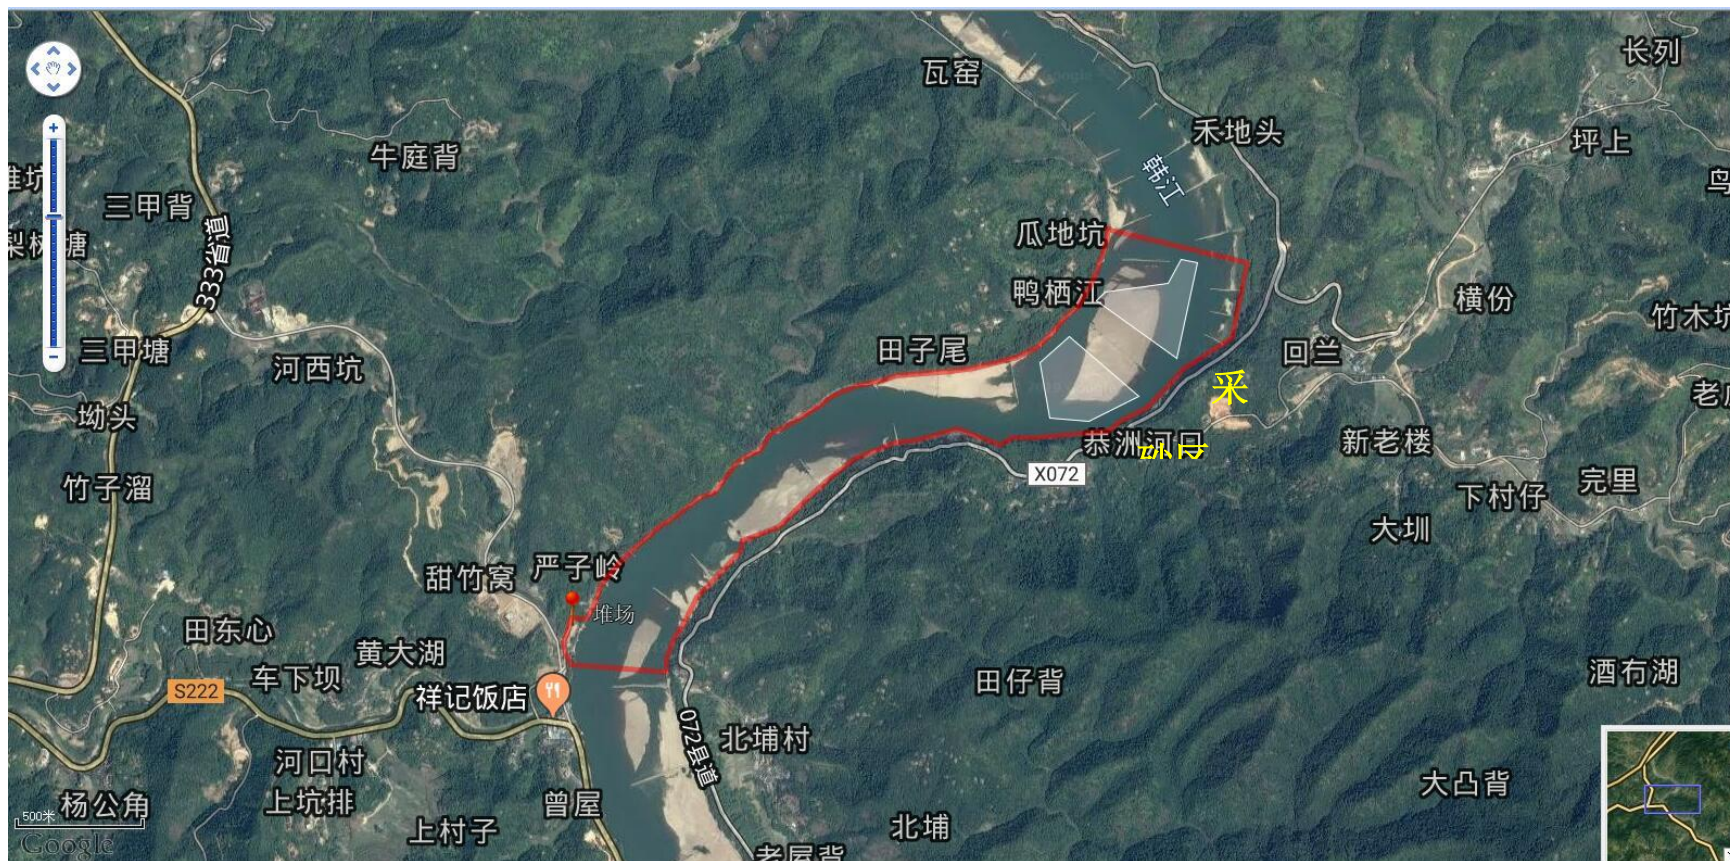 长列
瓦窑
禾地头
坪上
牛庭背
韩江
三甲背
瓜地坑
333省道
鸭栖江
横份
竹木坑
三甲塘
河西坑
田子尾
回兰
采
坳头
恭洲河口
新老楼
X072
竹子溜
下村仔
完里
大圳
严子岭
甜竹窝
堆场
田东心
黄大湖
车下坝
S222
祥记饭店
田仔背
酒冇湖
072县道
北埔村
河口村
大凸背
杨公角
上坑排
曾屋
500米
上村子
北埔
Google
老屋背